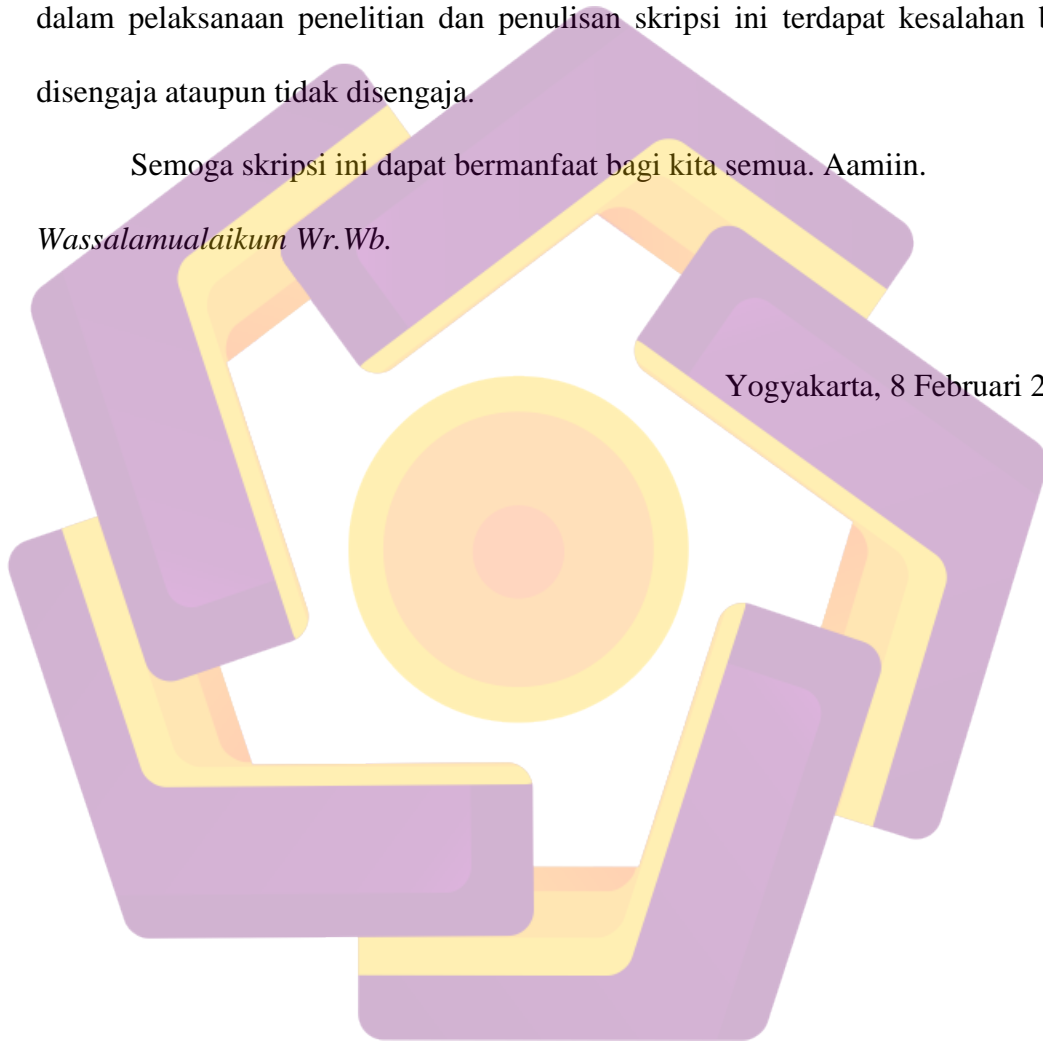 dalam pelaksanaan penelitian dan penulisan skripsi ini terdapat kesalahan
disengaja ataupun tidak disengaja.
Semoga skripsi ini dapat bermanfaat bagi kita semua. Aamiin.
Wassalamualaikum Wr.Wb.
Yogyakarta, 8 Februari